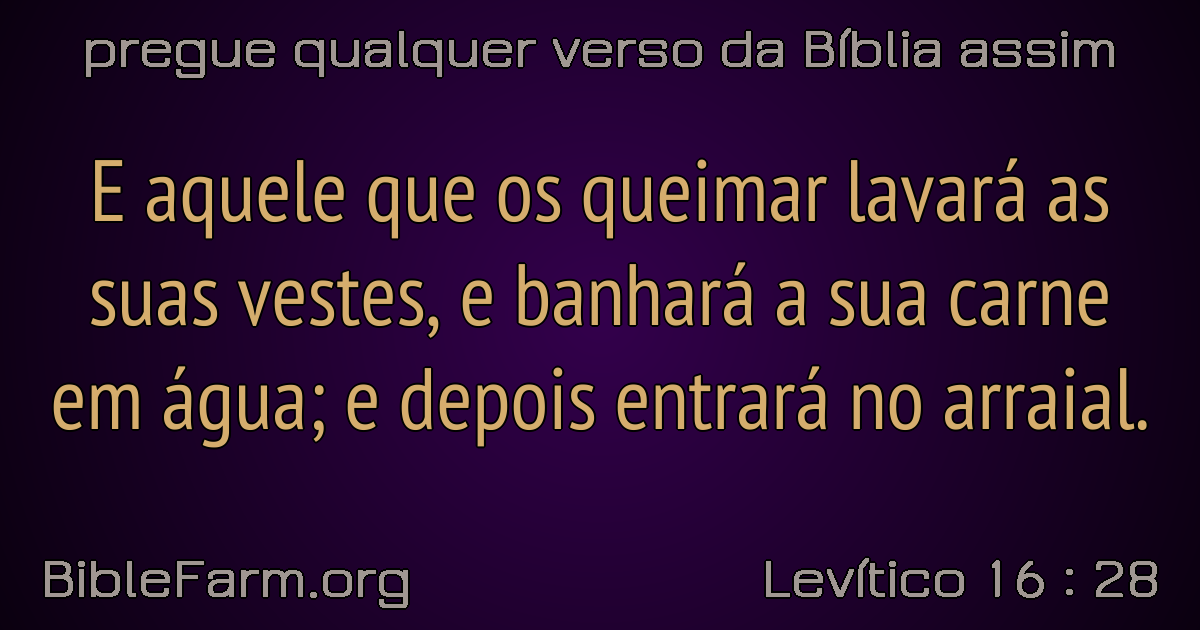 pregue qualquer verso da Bíblia assim
E aquele que os queimar lavará as
suas vestes, e banhará a sua carne
em água; e depois entrará no arraial.
BibleFarm.org
Levítico 16 : 28